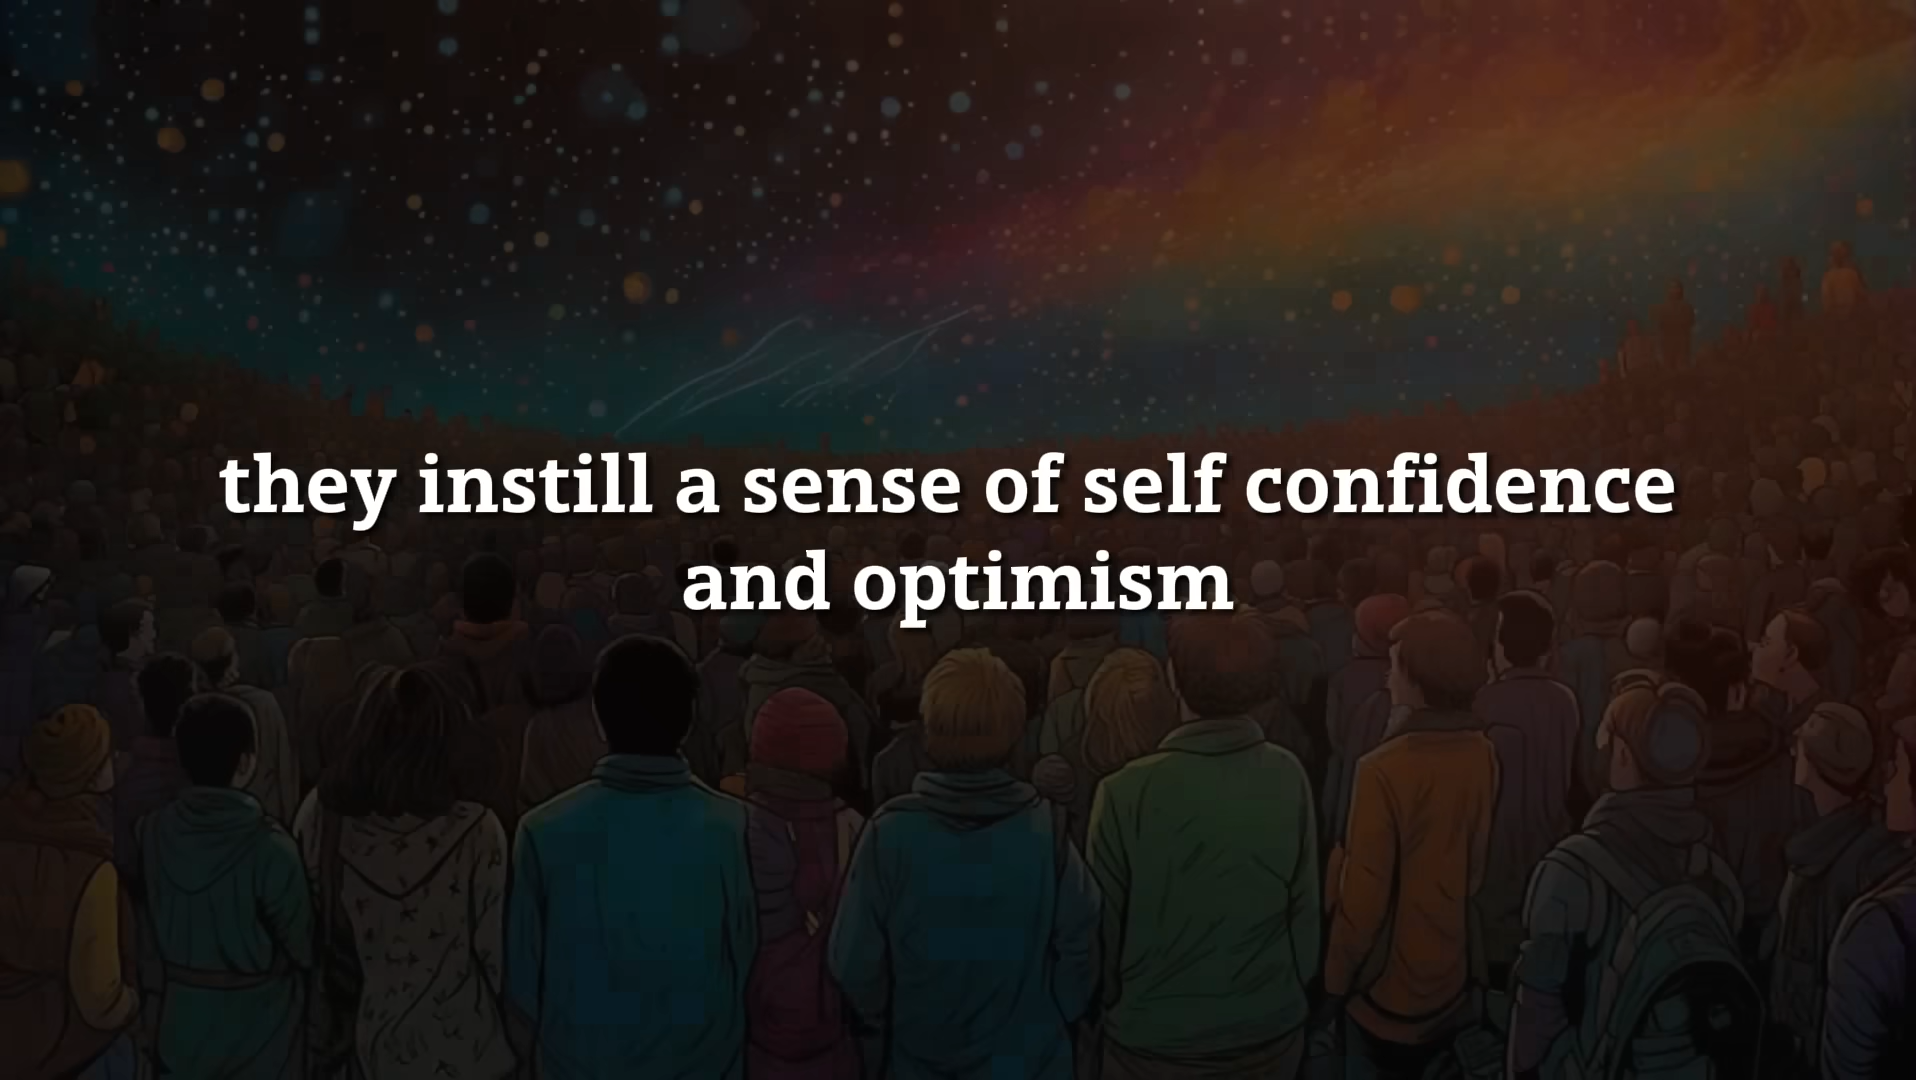 they instill a sense of self confidence
and optimism